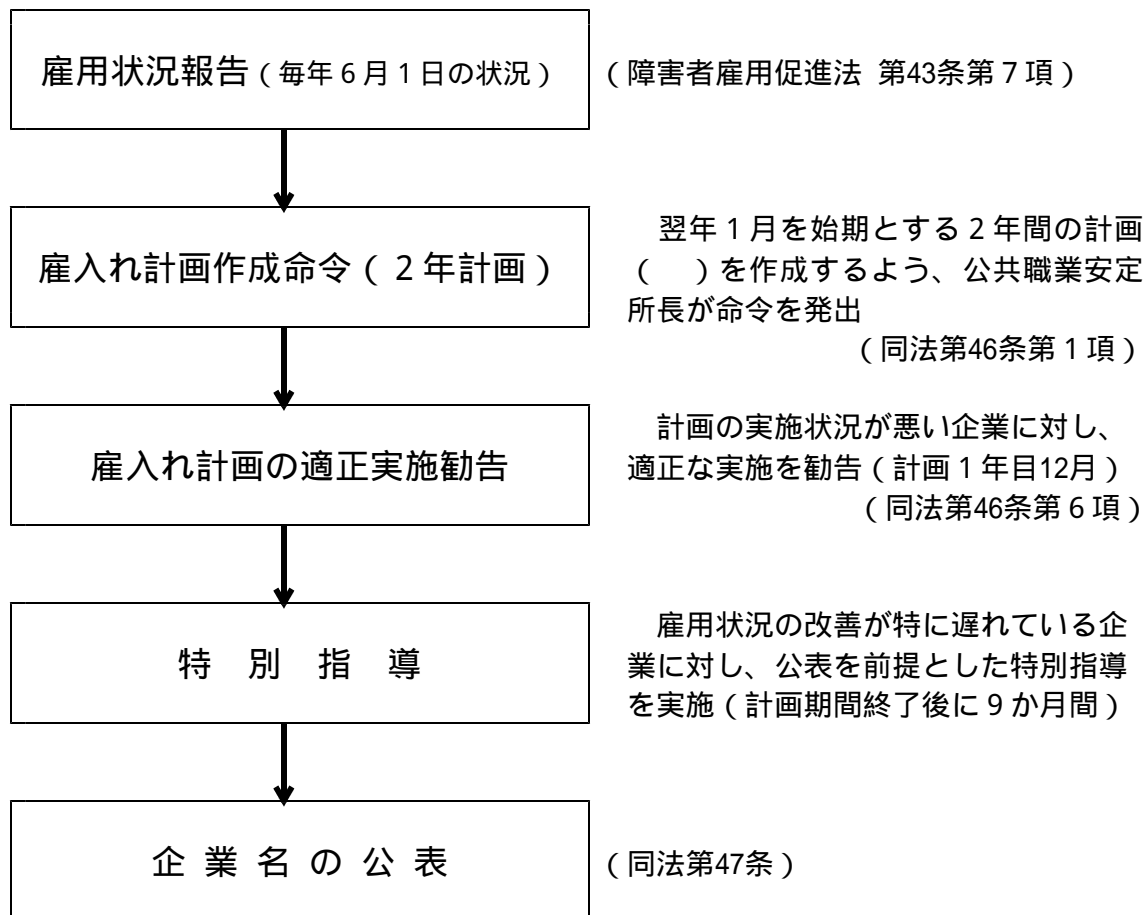 雇用状況報告（毎年６月１日の状況）
（障害者雇用促進法 第43条第７項）
雇入れ計画作成命令（２年計画）
翌年１月を始期とする２年間の計画
（　）を作成するよう、公共職業安定
所長が命令を発出
（同法第46条第１項）
雇入れ計画の適正実施勧告
計画の実施状況が悪い企業に対し、
適正な実施を勧告（計画１年目12月）
（同法第46条第６項）
特　別　指　導
雇用状況の改善が特に遅れている企
業に対し、公表を前提とした特別指導
を実施（計画期間終了後に９か月間）
企 業 名 の 公 表
（同法第47条）